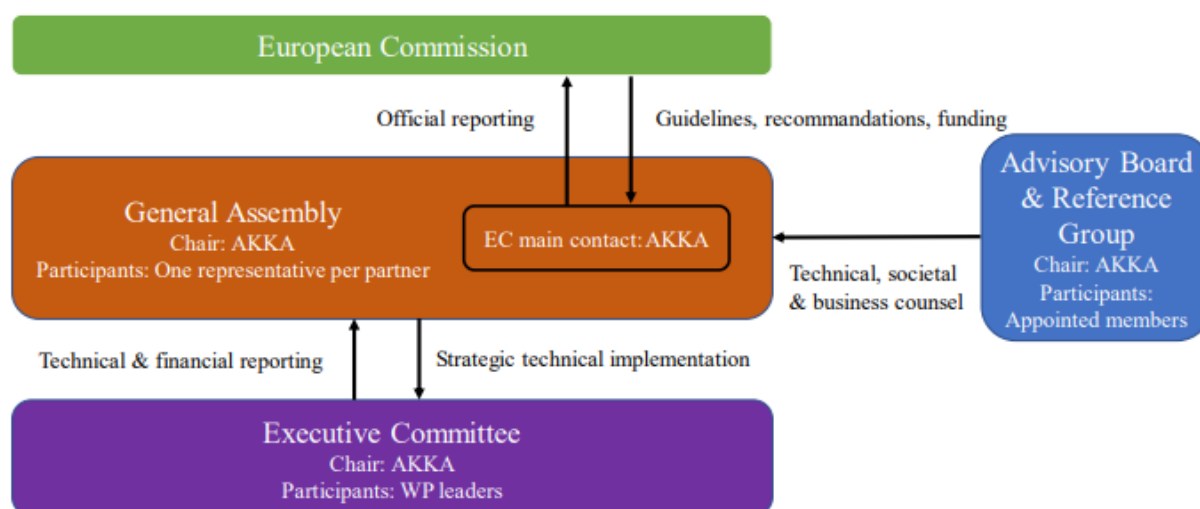 European Commission
Official reporting
Guidelines, recommandations, funding
General Assembly
Chair: AKKA
Participants: One representative per partner
EC main contact: AKKA
Advisory Board
& Reference
Group
Chair: AKKA
Participants:
Appointed members
Technical, societal
& business counsel
Technical & financial reporting
Strategic technical implementation
Executive Committee
Chair: AKKA
Participants: WP leaders